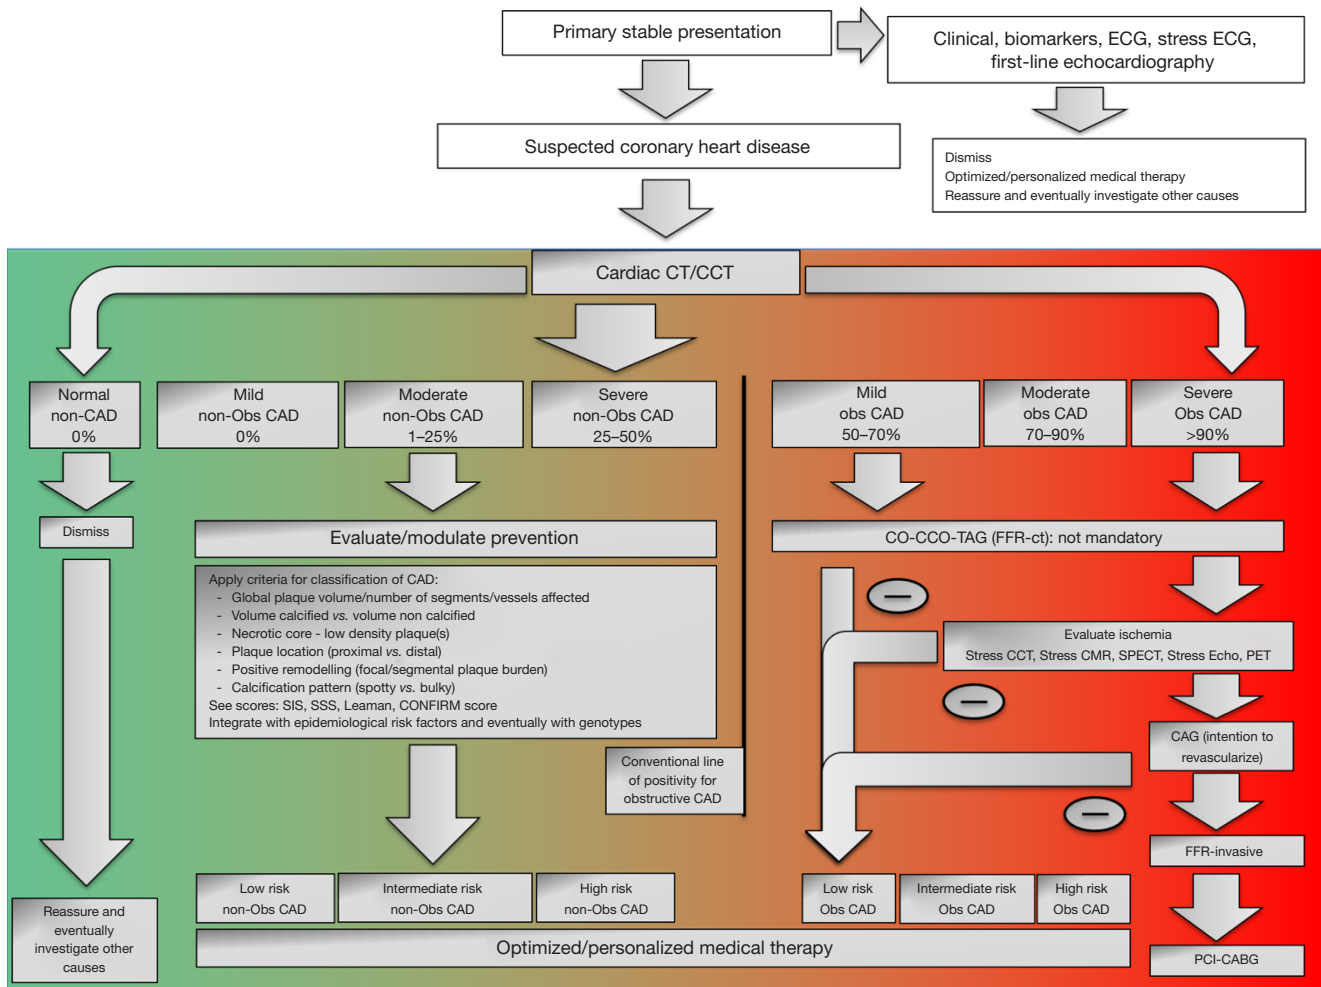 Primary stable presentation
Clinical, biomarkers, ECG, stress ECG,
first-line echocardiography
Suspected coronary heart disease
Dismiss
Optimized/personalized medical therapy
Reassure and eventually investigate other causes
Cardiac CT/CCT
Normal
non-CAD
0%
Mild
non-Obs CAD
0%
Moderate
non-Obs CAD
1–25%
Severe
non-Obs CAD
25–50%
Mild
obs CAD
50–70%
Moderate
obs CAD
70–90%
Severe
Obs CAD
>90%
Dismiss
Evaluate/modulate prevention
CO-CCO-TAG (FFR-ct): not mandatory
Apply criteria for classification of CAD:
- Global plaque volume/number of segments/vessels affected
- Volume calcified vs. volume non calcified
- Necrotic core - low density plaque(s)
- Plaque location (proximal vs. distal)
- Positive remodelling (focal/segmental plaque burden)
- Calcification pattern (spotty vs. bulky)
See scores: SIS, SSS, Leaman, CONFIRM score
Integrate with epidemiological risk factors and eventually with genotypes
Evaluate ischemia
Stress CCT, Stress CMR, SPECT, Stress Echo, PET
CAG (intention to
revascularize)
Conventional line
of positivity for
obstructive CAD
FFR-invasive
Low risk
non-Obs CAD
Intermediate risk
non-Obs CAD
High risk
non-Obs CAD
Low risk
Obs CAD
Intermediate risk
Obs CAD
High risk
Obs CAD
Reassure and
eventually
investigate other
causes
Optimized/personalized medical therapy
PCI-CABG